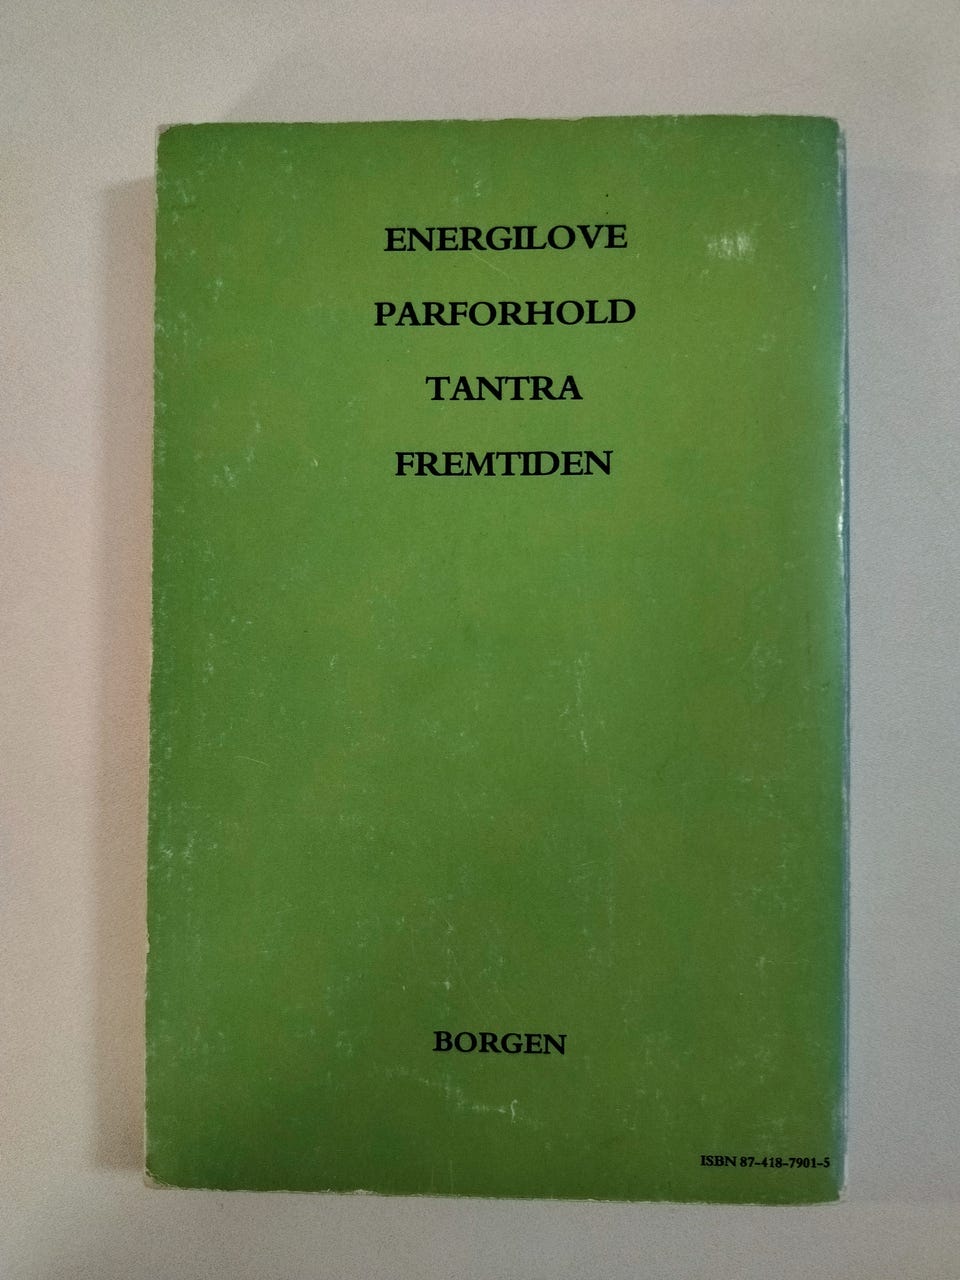 ENERGILOVE
PARFORHOLD
TANTRA
FREMTIDEN
BORGEN
ISBN 87-418-7901-5